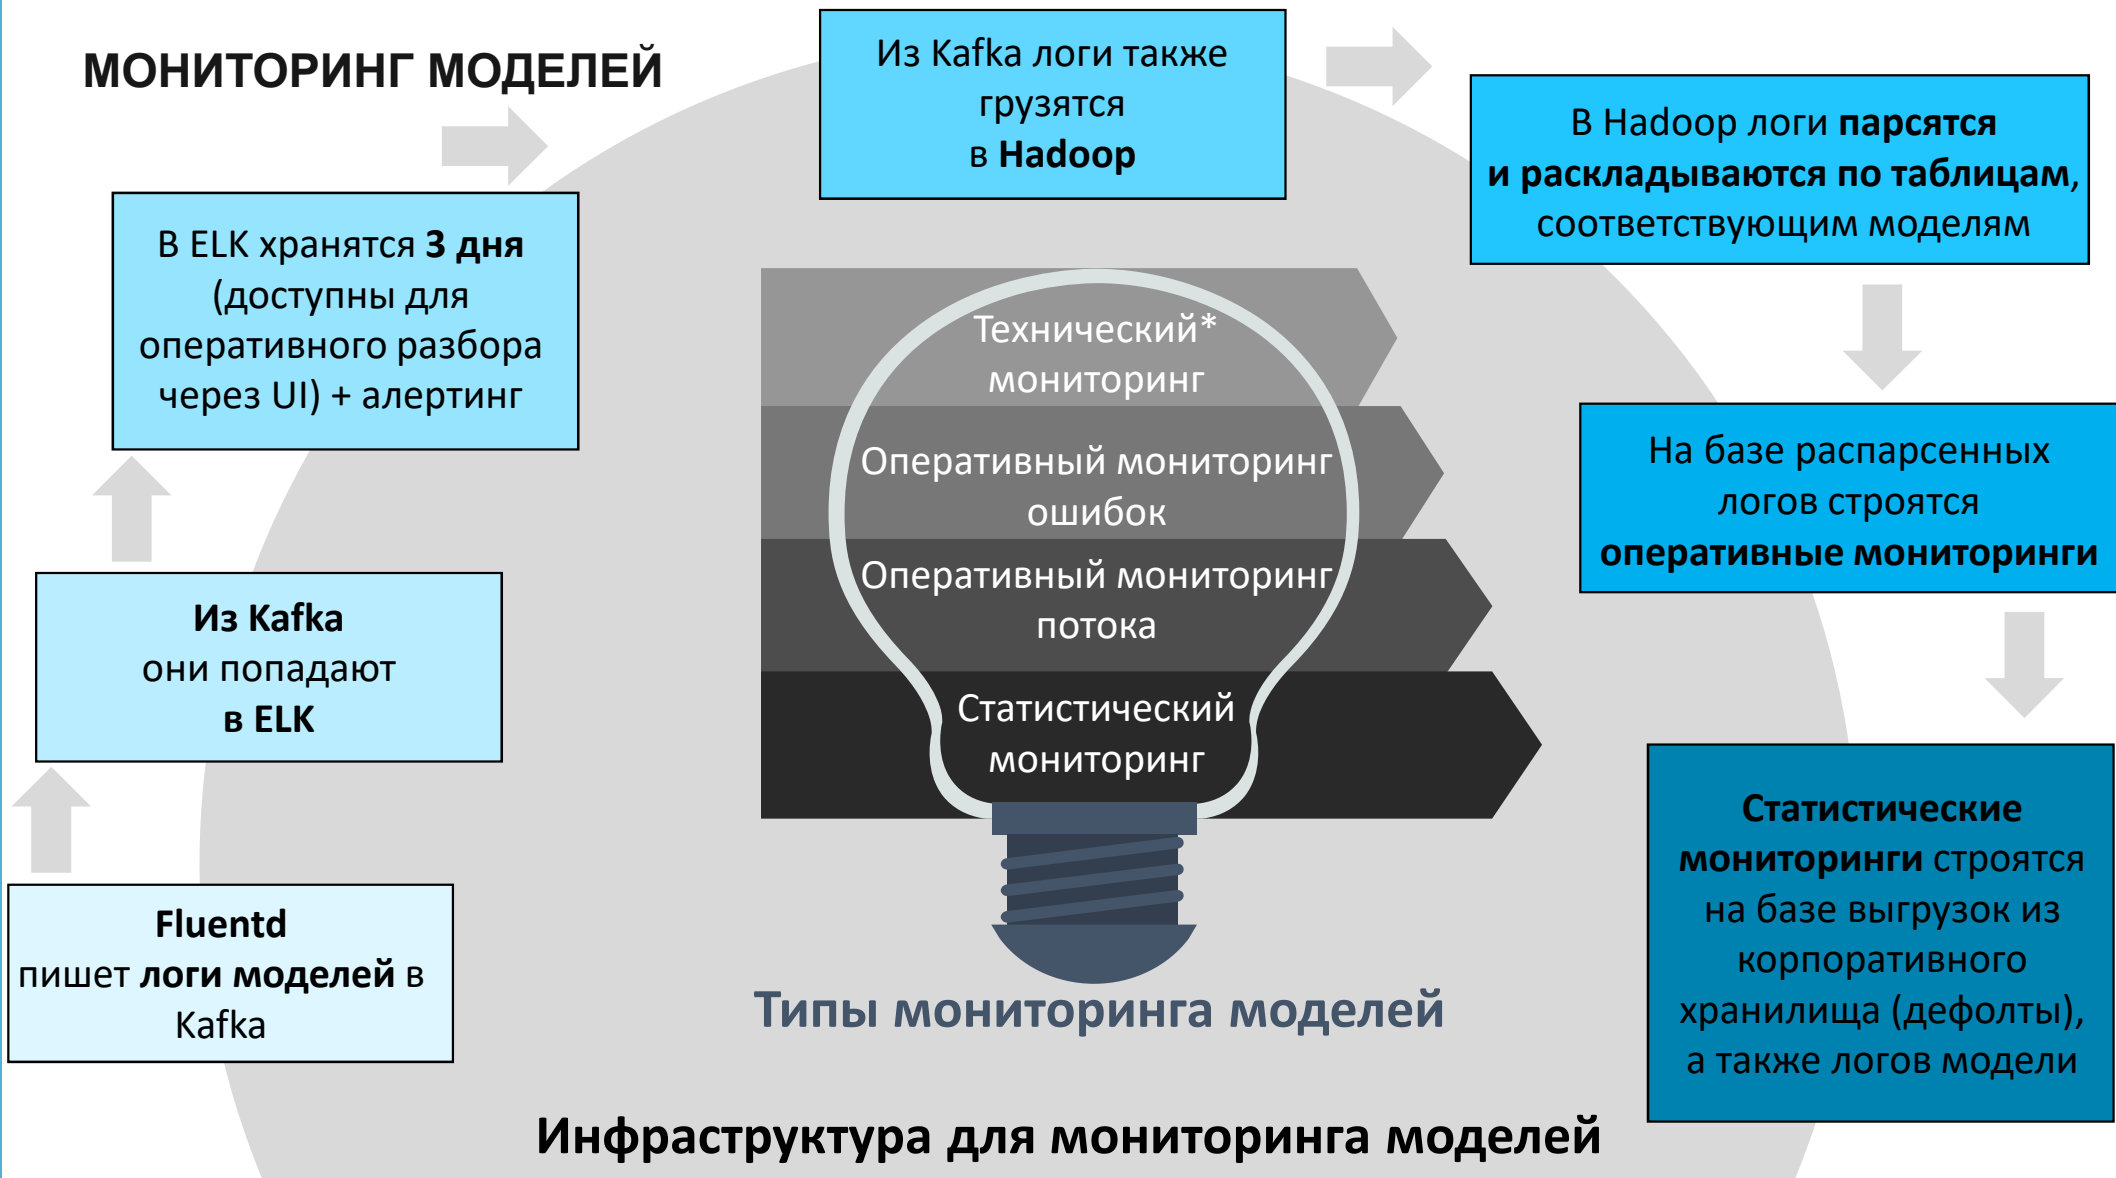 МОНИТОРИНГ МОДЕЛЕЙ
Fluentd
пишет логи моделей в
Kafka
Из Kafka
они попадают
в ELK
В ELK хранятся 3 дня
(доступны для
оперативного разбора
через UI) + алертинг
Из Kafka логи также
грузятся
в Hadoop
В Hadoop логи парсятся
и раскладываются по таблицам,
соответствующим моделям
На базе распарсенных
логов строятся
оперативные мониторинги
Статистические
мониторинги строятся
на базе выгрузок из
корпоративного
хранилища (дефолты),
а также логов модели
Технический*
мониторинг
Оперативный мониторинг
ошибок
Оперативный мониторинг
потока
Статистический
мониторинг
Типы мониторинга моделей
Инфраструктура для мониторинга моделей